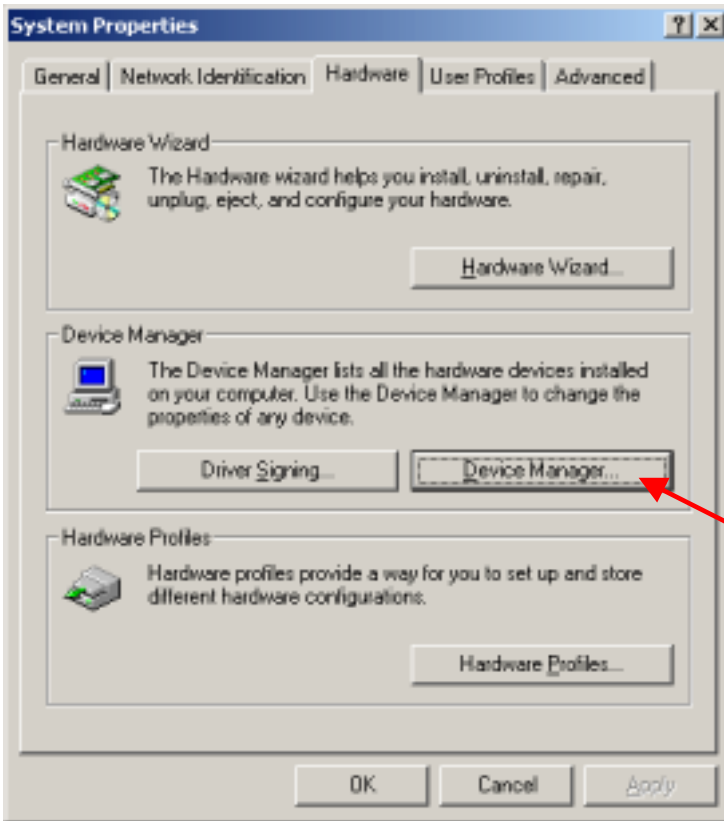 System Properties
General
Network Identification
Hardware
User Profiles
Advanced
Hardware Wizard
The Hardware wizard helps you install, uninstall, repair,
unplug, eject, and configure your hardware.
Hardware Wizard...
Device Manager
The Device Manager lists all the hardware devices installed
on your computer. Use the Device Manager to change the
properties of any device.
Driver Signing...
Device Manager...
Hardware Profiles
Hardware profiles provide a way for you to set up and store
different hardware configurations.
Hardware Profiles...
OK
Cancel
Apply